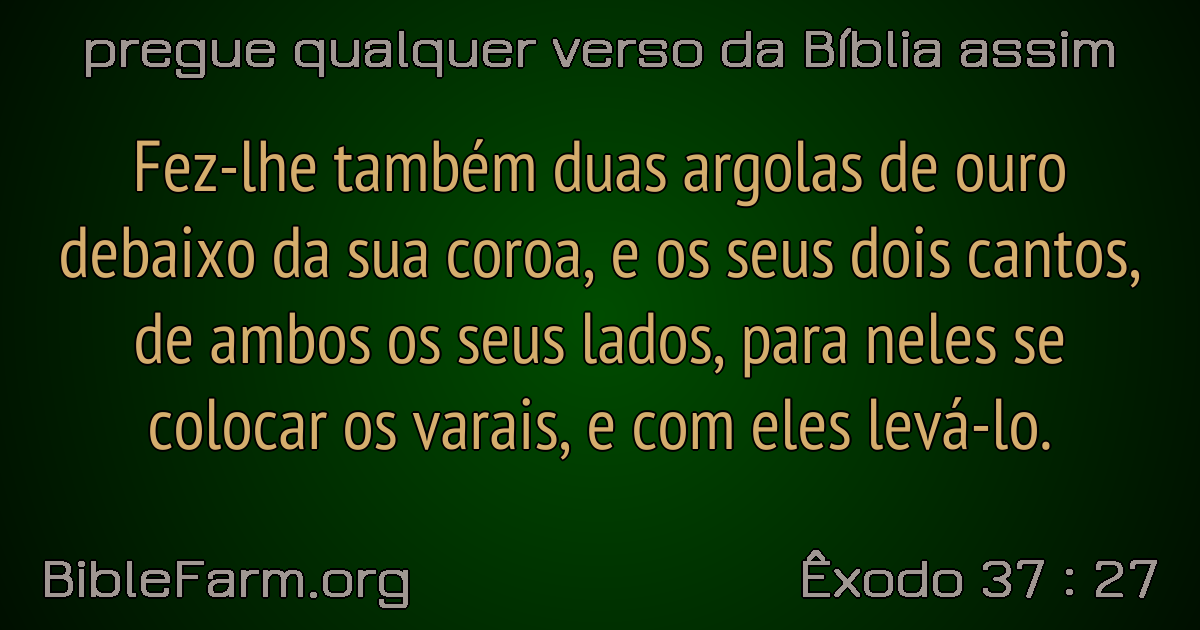 pregue qualquer verso da Bíblia assim
Fez-lhe também duas argolas de ouro
debaixo da sua coroa, e os seus dois cantos,
de ambos os seus lados, para neles se
colocar os varais, e com eles levá-lo.
BibleFarm.org
Êxodo 37 : 27